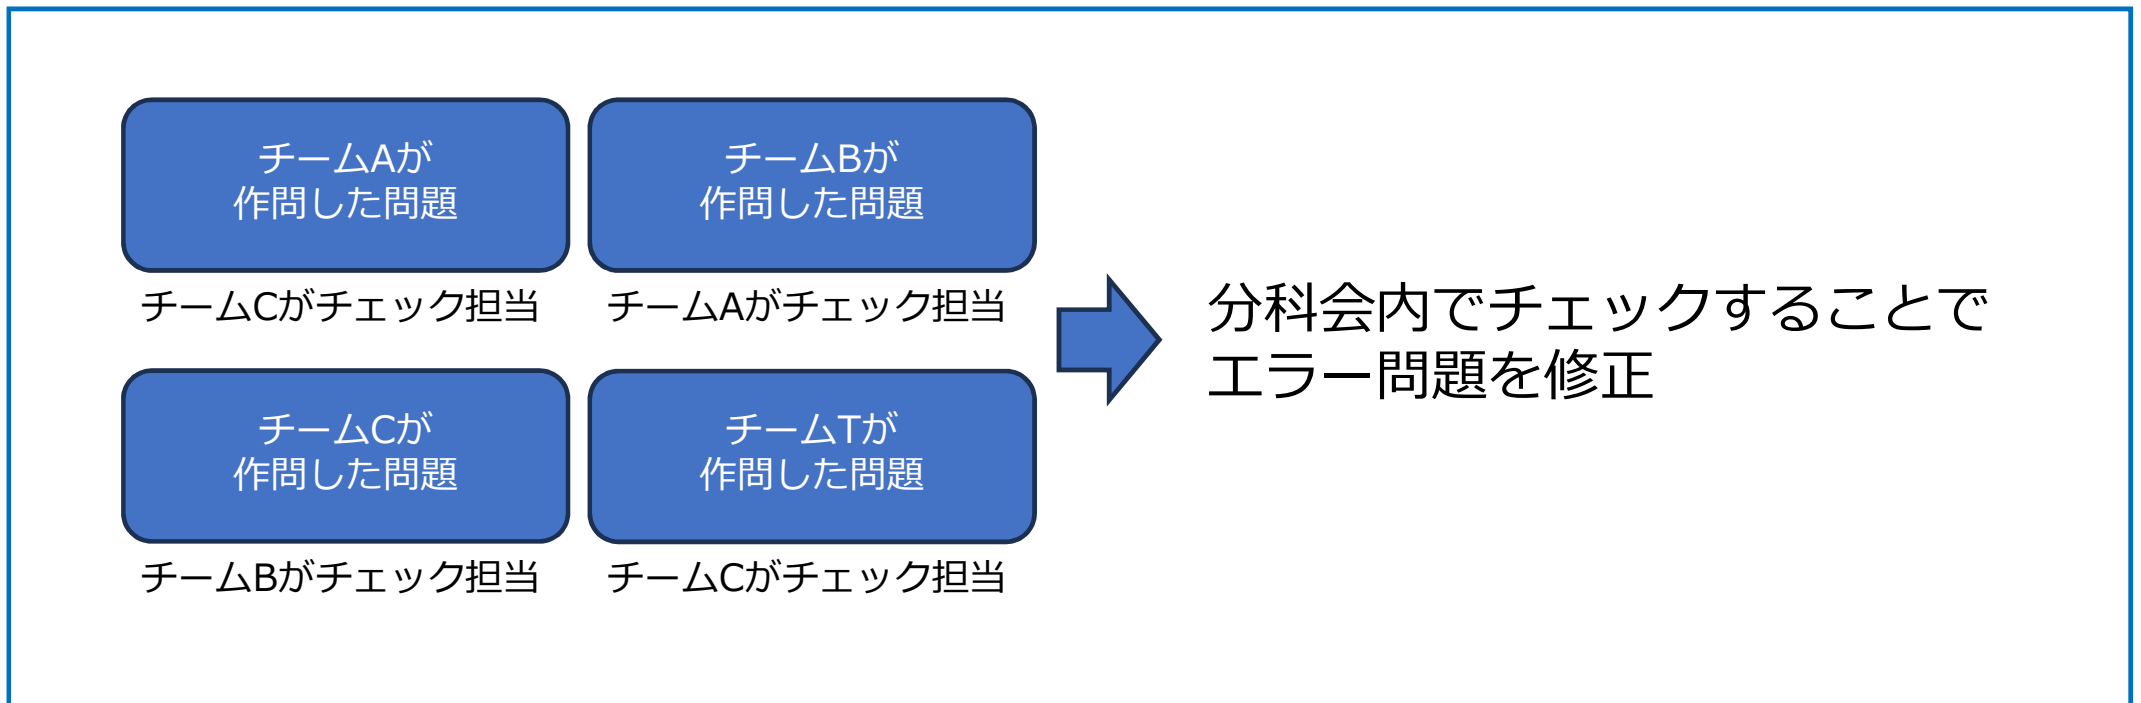 チームAが
作問した問題
チームCがチェック担当
チームBが
作問した問題
チームAがチェック担当
チームCが
作問した問題
チームBがチェック担当
チームTが
作問した問題
チームCがチェック担当
分科会内でチェックすることで
エラー問題を修正